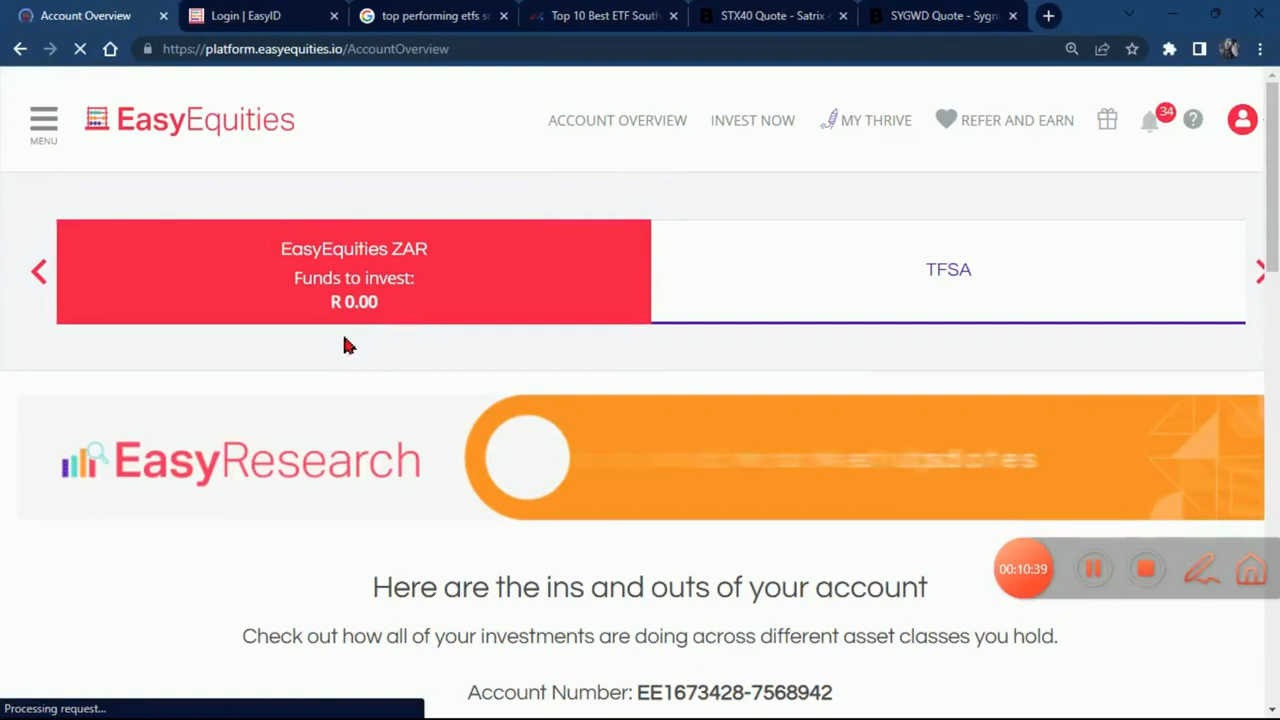 Account Overview
Login | EasyID
top performing etfs so
Top 10 Best ETF South
STX40 Quote - Satrix 4
SYGWD Quote - Sygn
https://platform.easyequities.io/AccountOverview
MENU
EasyEquities
ACCOUNT OVERVIEW
INVEST NOW
MY THRIVE
REFER AND EARN
34
EasyEquities ZAR
Funds to invest:
R 0.00
TFSA
EasyResearch
Here are the ins and outs of your account
Check out how all of your investments are doing across different asset classes you hold.
Account Number: EE1673428-7568942
00:10:39
Processing request...